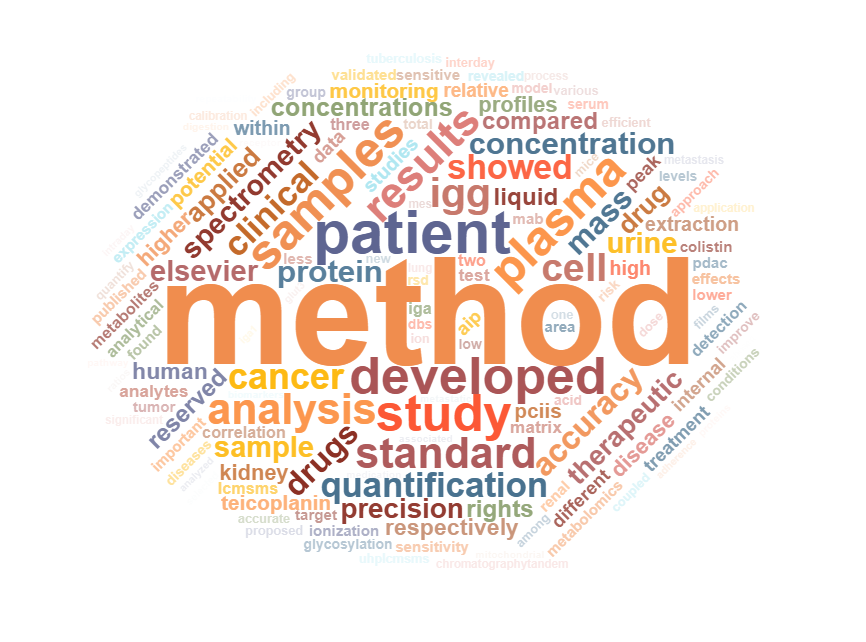 tuberculosis
interday
validated
sensitive
revealed
process
including
group
monitoring
relative
model
various
concentrations
profiles
serum
calibration
within
three
data
total
compared
efficient
demonstrated
potential
applied
spectrometry
clinical
samples
results
studies
showed
concentration
mice
peak
metastasis
glycopeptides
expression
higher
igg
liquid
plasma
mass
drug
levels
approach
application
mes
mab
patient
urine
extraction
colistin
quantify
published
metabolites
elsevier
protein
less
new
two
test
cell
high
pdac
effects
lower
analytical
found
method
lung
rsd
iga
dbs
ion
aip
low
one
area
risk
dose
films
detection
improve
human
cancer
developed
internal
conditions
analytes
tumor
significant
reserved
analysis
study
acid
pciis
matrix
accuracy
therapeutic
disease
treatment
important
correlation
sample
drugs
standard
associated
diseases
analyzed
kidney
lcmsms
quantification
different
coupled
renal
metabolomics
teicoplanin
accurate
target
precision
rights
among
proposed
ionization
respectively
glycosylation
sensitivity
uhplcmsms
chromatographytandem